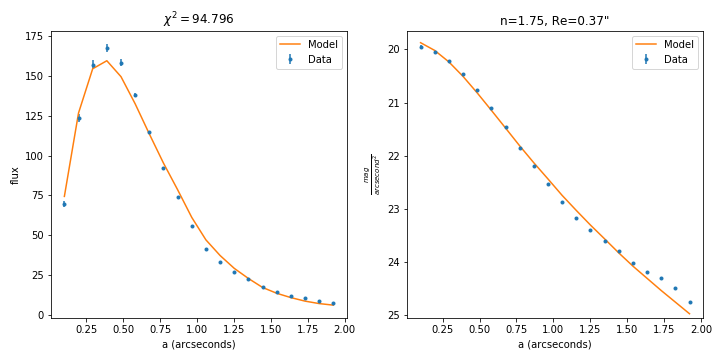 χ² = 94.796
175
150
125
100
75
50
25
0
flux
0.25 0.50 0.75 1.00 1.25 1.50 1.75 2.00
a (arcseconds)
Model
Data
n=1.75, Re=0.37"
20
21
22
23
24
25
mag
arcsecond²
0.25 0.50 0.75 1.00 1.25 1.50 1.75 2.00
a (arcseconds)
Model
Data